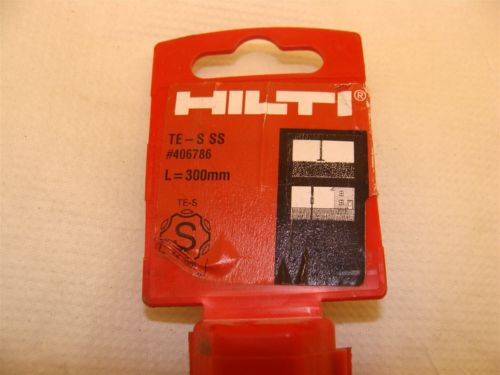 HILTI®
TE-S SS
#406786
L=300mm
TE-S
S
M